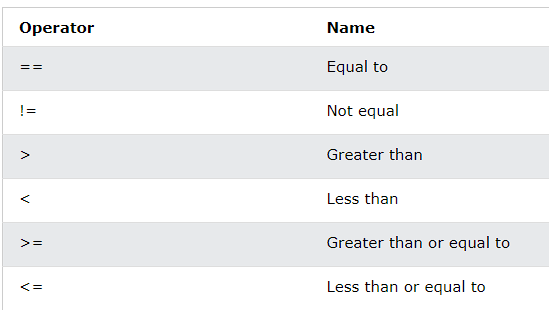 Operator Name
== Equal to
!= Not equal
> Greater than
< Less than
>= Greater than or equal to
<= Less than or equal to